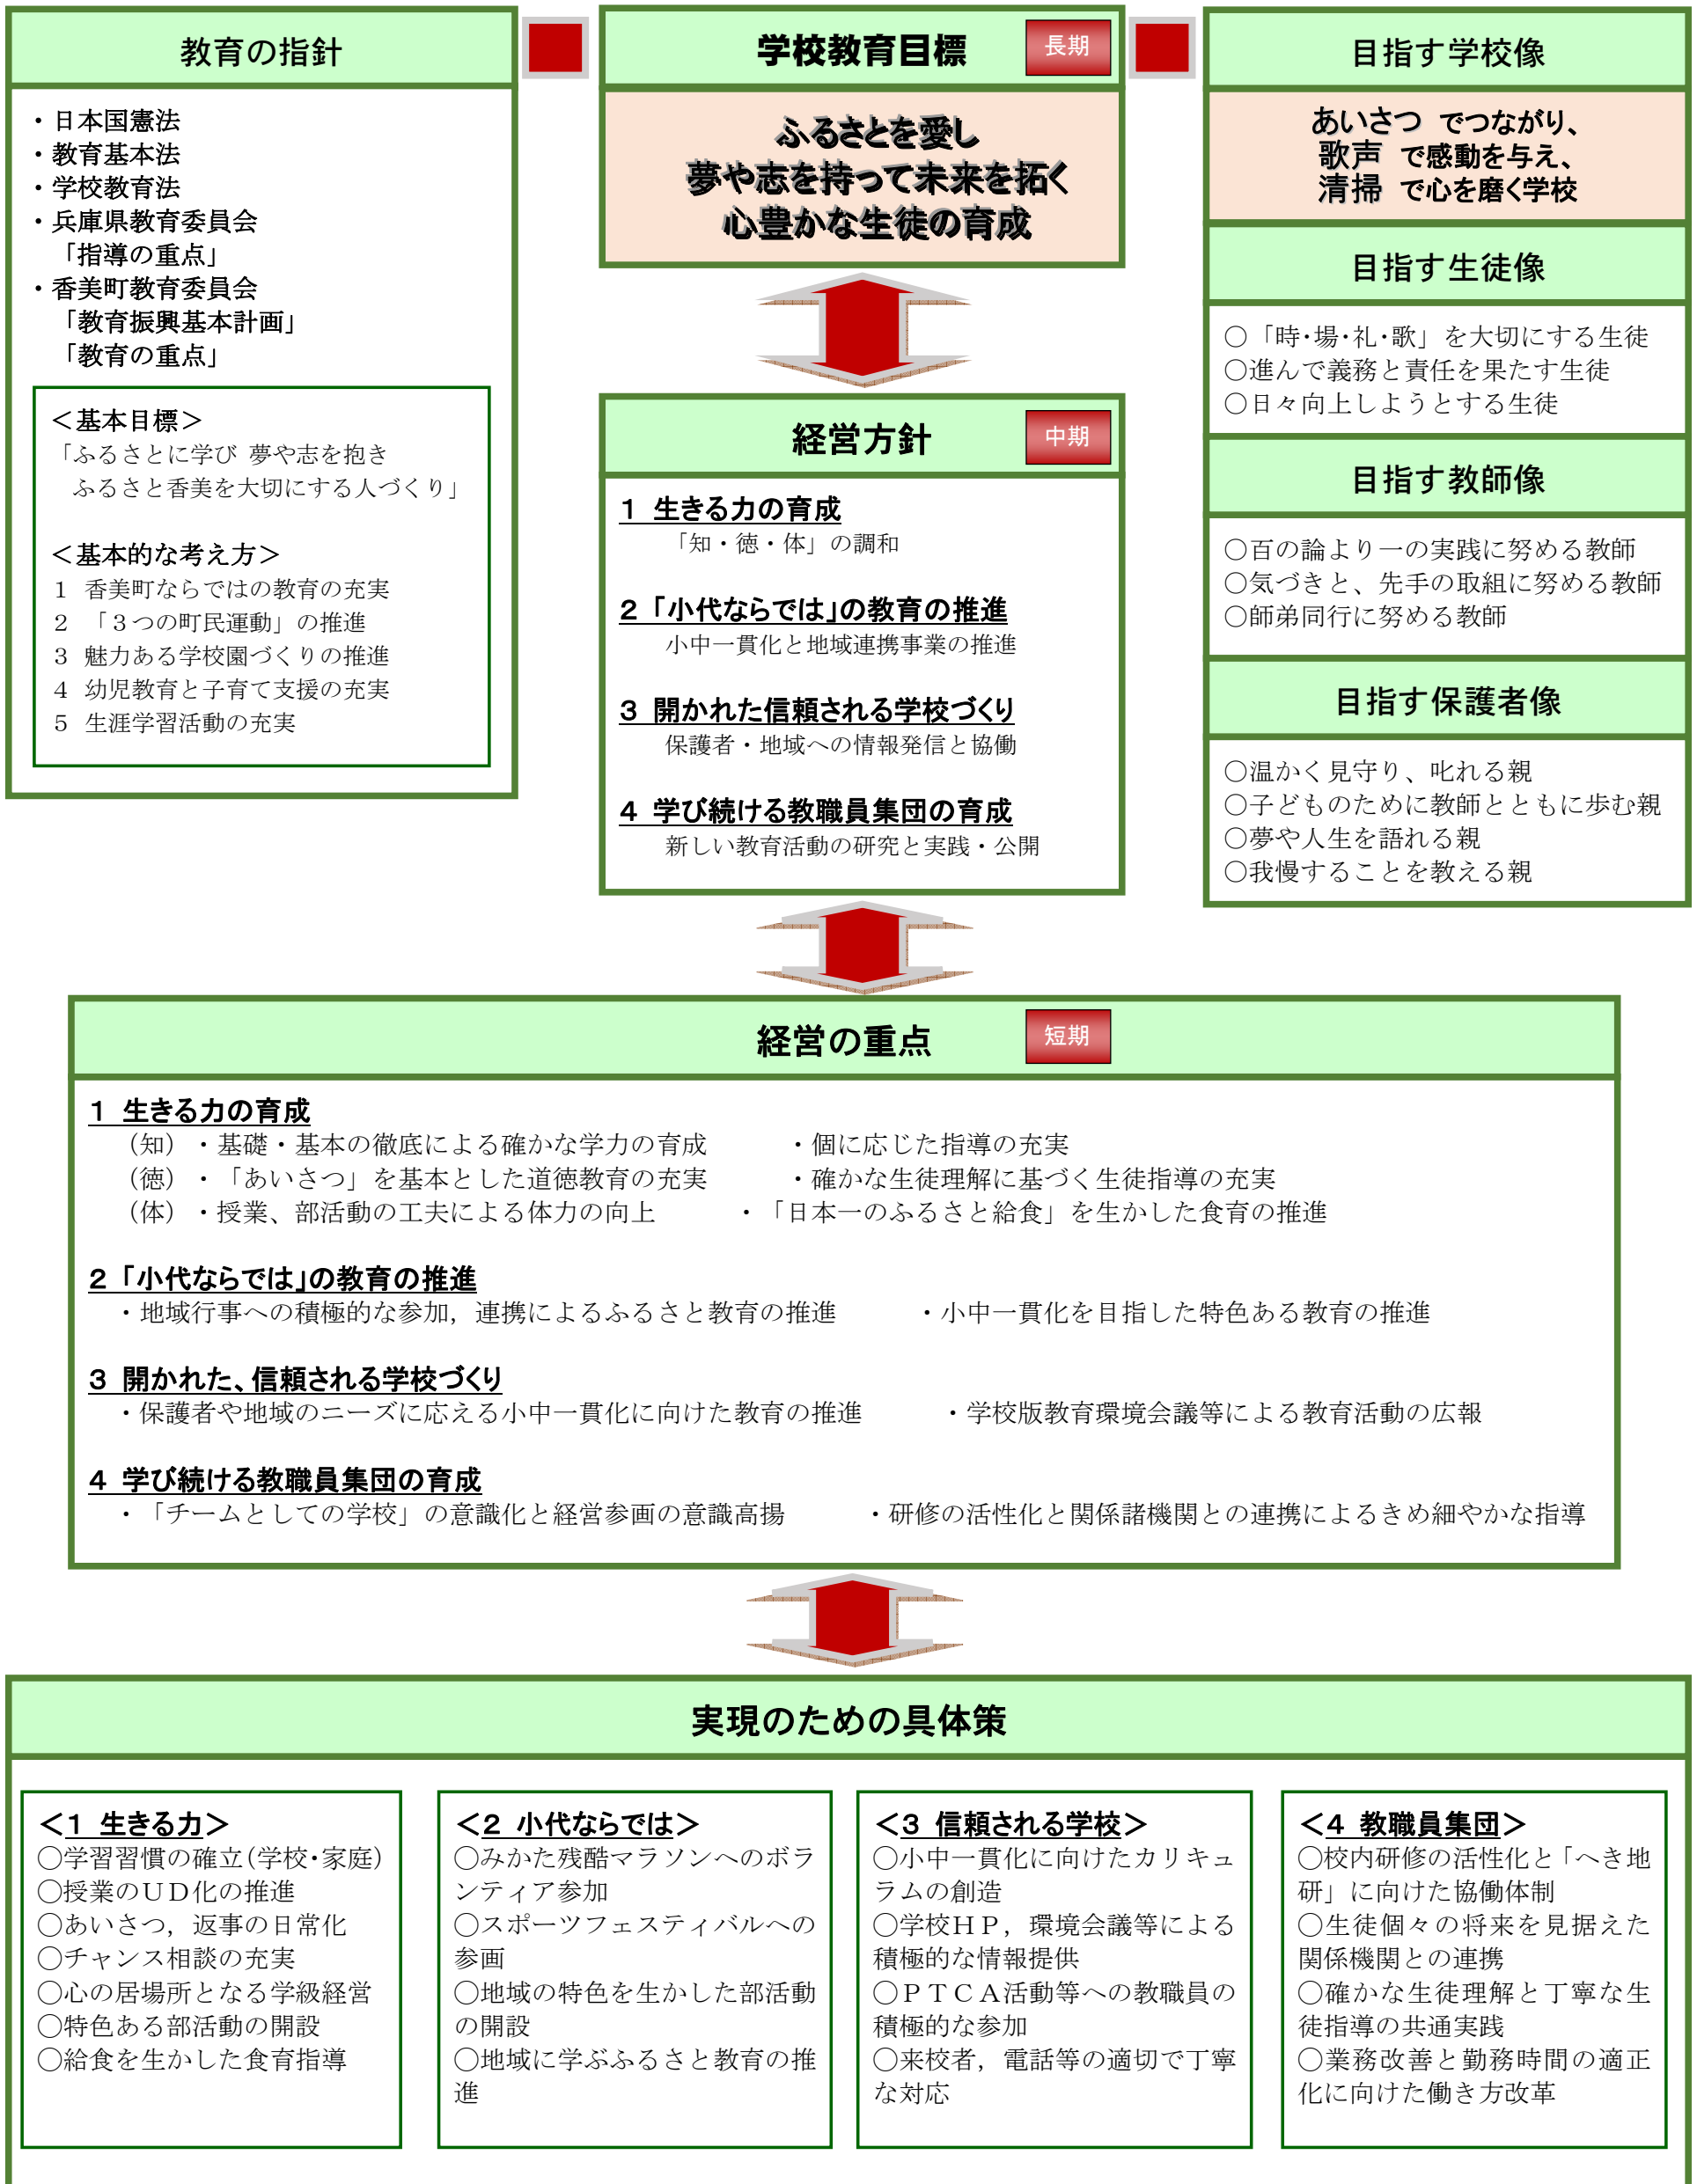 教育の指針
・日本国憲法
・教育基本法
・学校教育法
・兵庫県教育委員会
「指導の重点」
・香美町教育委員会
「教育振興基本計画」
「教育の重点」
＜基本目標＞
「ふるさとに学び 夢や志を抱き
ふるさと香美を大切にする人づくり」
＜基本的な考え方＞
１ 香美町ならではの教育の充実
２ 「３つの町民運動」の推進
３ 魅力ある学校園づくりの推進
４ 幼児教育と子育て支援の充実
５ 生涯学習活動の充実
学校教育目標 長期
ふるさとを愛し
夢や志を持って未来を拓く
心豊かな生徒の育成
経営方針 中期
１ 生きる力の育成
「知・徳・体」の調和
２「小代ならでは」の教育の推進
小中一貫化と地域連携事業の推進
３ 開かれた信頼される学校づくり
保護者・地域への情報発信と協働
４ 学び続ける教職員集団の育成
新しい教育活動の研究と実践・公開
目指す学校像
あいさつ でつながり、
歌声 で感動を与え、
清掃 で心を磨く学校
目指す生徒像
○「時・場・礼・歌」を大切にする生徒
○進んで義務と責任を果たす生徒
○日々向上しようとする生徒
目指す教師像
○百の論より一の実践に努める教師
○気づきと、先手の取組に努める教師
○師弟同行に努める教師
目指す保護者像
○温かく見守り、叱れる親
○子どものために教師とともに歩む親
○夢や人生を語れる親
○我慢することを教える親
経営の重点 短期
１ 生きる力の育成
（知）・基礎・基本の徹底による確かな学力の育成 ・個に応じた指導の充実
（徳）・「あいさつ」を基本とした道徳教育の充実 ・確かな生徒理解に基づく生徒指導の充実
（体）・授業、部活動の工夫による体力の向上 ・「日本一のふるさと給食」を生かした食育の推進
２「小代ならでは」の教育の推進
・地域行事への積極的な参加，連携によるふるさと教育の推進 ・小中一貫化を目指した特色ある教育の推進
３ 開かれた、信頼される学校づくり
・保護者や地域のニーズに応える小中一貫化に向けた教育の推進 ・学校版教育環境会議等による教育活動の広報
４ 学び続ける教職員集団の育成
・「チームとしての学校」の意識化と経営参画の意識高揚 ・研修の活性化と関係諸機関との連携によるきめ細やかな指導
実現のための具体策
＜１ 生きる力＞
○学習習慣の確立（学校・家庭）
○授業のＵＤ化の推進
○あいさつ，返事の日常化
○チャンス相談の充実
○心の居場所となる学級経営
○特色ある部活動の開設
○給食を生かした食育指導
＜２ 小代ならでは＞
○みかた残酷マラソンへのボラ
ンティア参加
○スポーツフェスティバルへの
参画
○地域の特色を生かした部活動
の開設
○地域に学ぶふるさと教育の推
進
＜３ 信頼される学校＞
○小中一貫化に向けたカリキュ
ラムの創造
○学校ＨＰ，環境会議等による
積極的な情報提供
○ＰＴＣＡ活動等への教職員の
積極的な参加
○来校者，電話等の適切で丁寧
な対応
＜４ 教職員集団＞
○校内研修の活性化と「へき地
研」に向けた協働体制
○生徒個々の将来を見据えた
関係機関との連携
○確かな生徒理解と丁寧な生
徒指導の共通実践
○業務改善と勤務時間の適正
化に向けた働き方改革